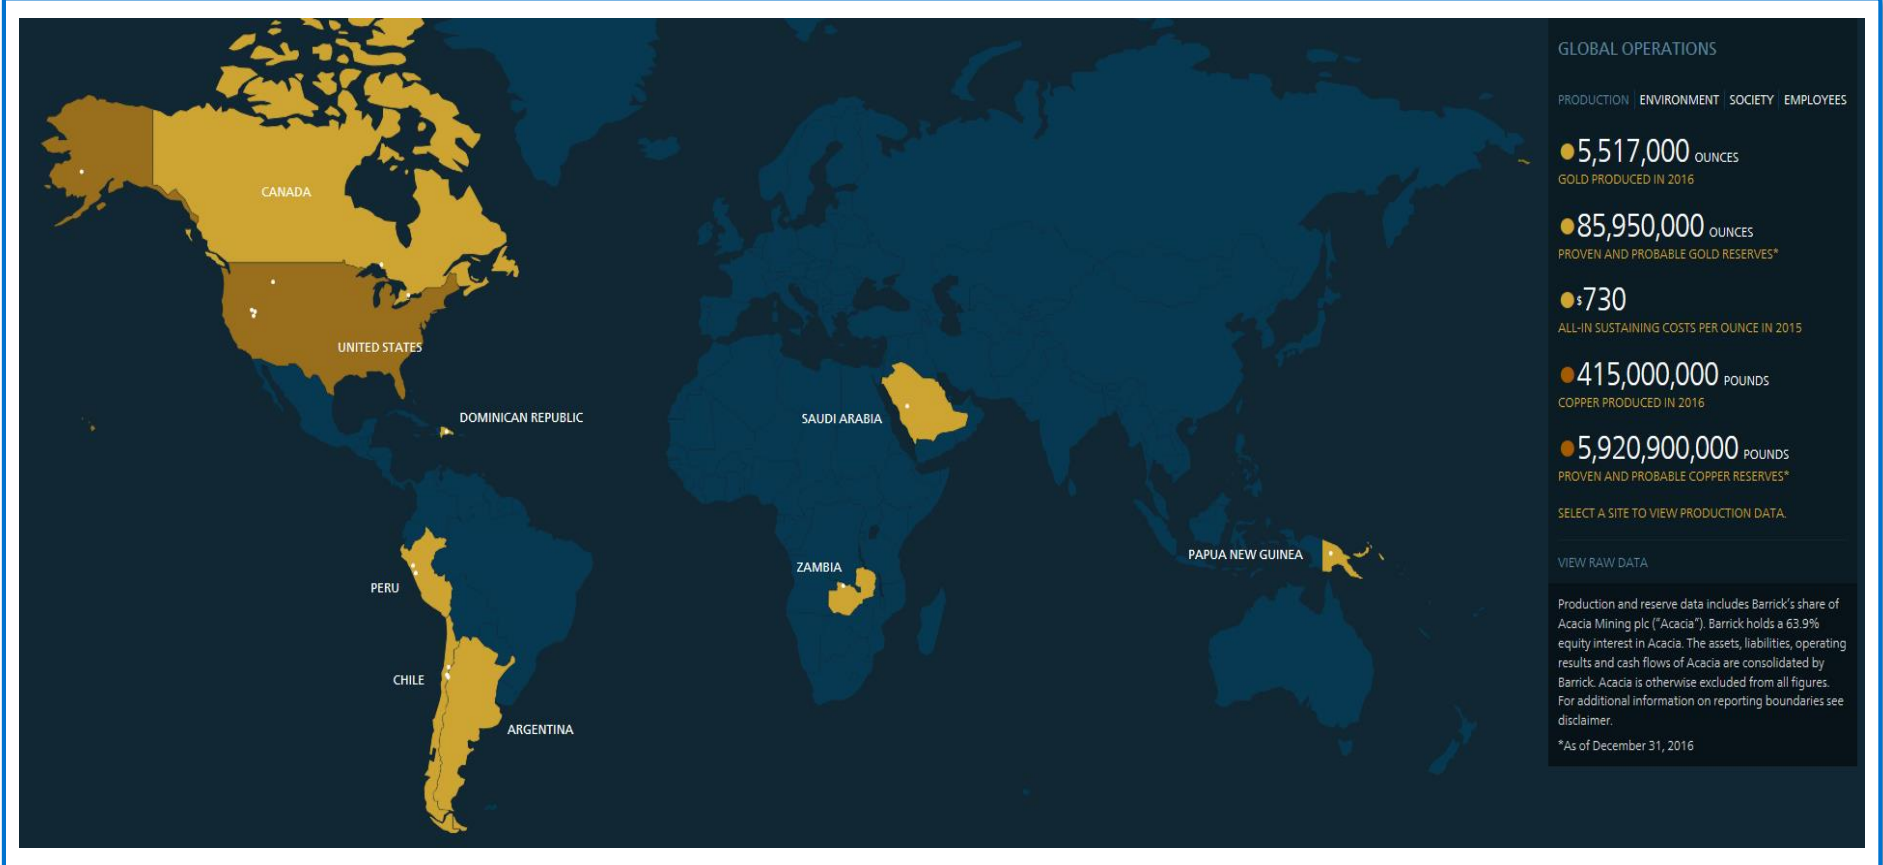 CANADA
UNITED STATES
DOMINICAN REPUBLIC
SAUDI ARABIA
PAPUA NEW GUINEA
ZAMBIA
PERU
CHILE
ARGENTINA
GLOBAL OPERATIONS
PRODUCTION ENVIRONMENT SOCIETY EMPLOYEES
5,517,000 OUNCES
GOLD PRODUCED IN 2016
85,950,000 OUNCES
PROVEN AND PROBABLE GOLD RESERVES*
$730
ALL-IN SUSTAINING COSTS PER OUNCE IN 2015
415,000,000 POUNDS
COPPER PRODUCED IN 2016
5,920,900,000 POUNDS
PROVEN AND PROBABLE COPPER RESERVES*
SELECT A SITE TO VIEW PRODUCTION DATA.
VIEW RAW DATA
Production and reserve data includes Barrick's share of
Acacia Mining plc ("Acacia"). Barrick holds a 63.9%
equity interest in Acacia. The assets, liabilities, operating
results and cash flows of Acacia are consolidated by
Barrick. Acacia is otherwise excluded from all figures.
For additional information on reporting boundaries see
disclaimer.
*As of December 31, 2016